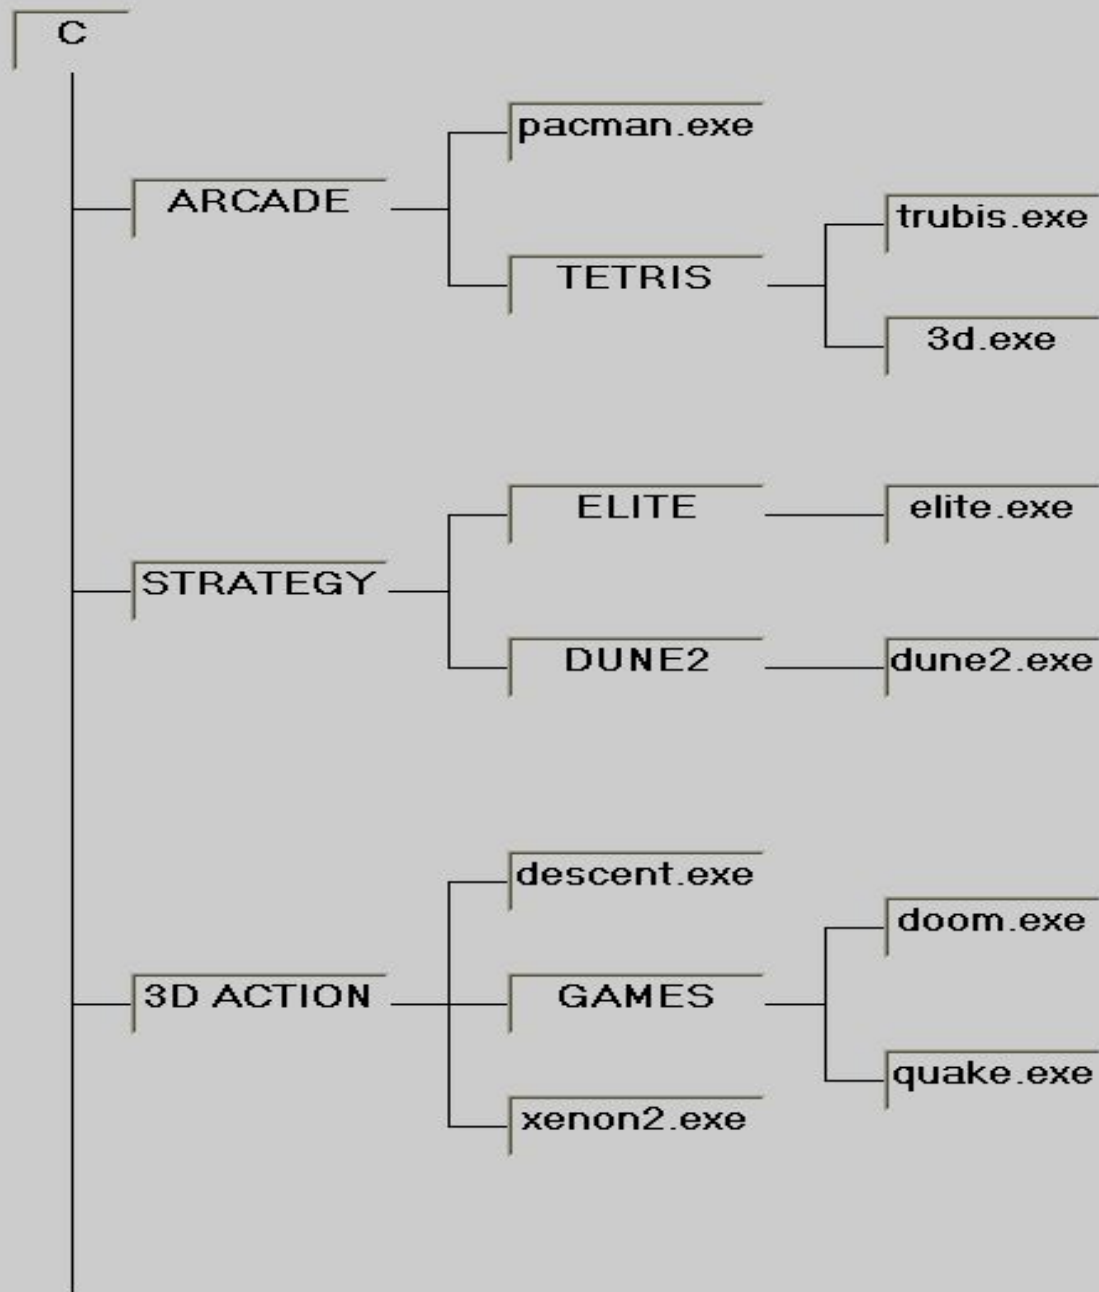 C
pacman.exe
ARCADE
trubis.exe
TETRIS
3d.exe
ELITE
elite.exe
STRATEGY
DUNE2
dune2.exe
descent.exe
doom.exe
3D ACTION
GAMES
quake.exe
xenon2.exe